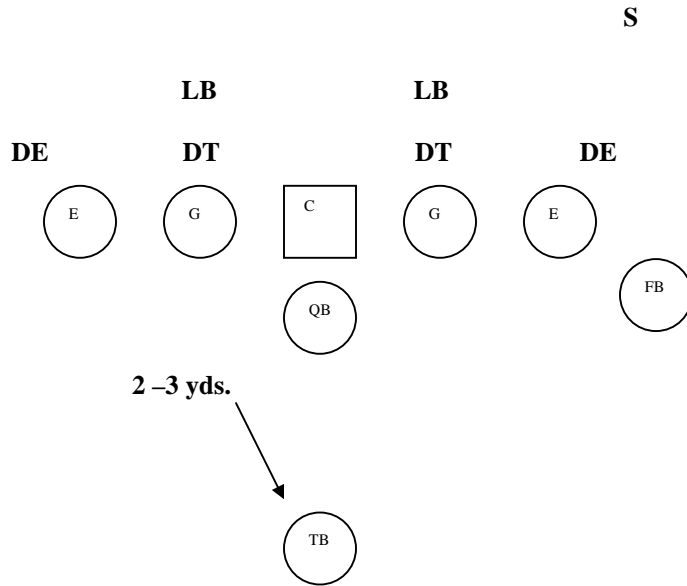 S
LB LB
DE DT DT DE
E G C G E
FB
QB
2 –3 yds.
TB